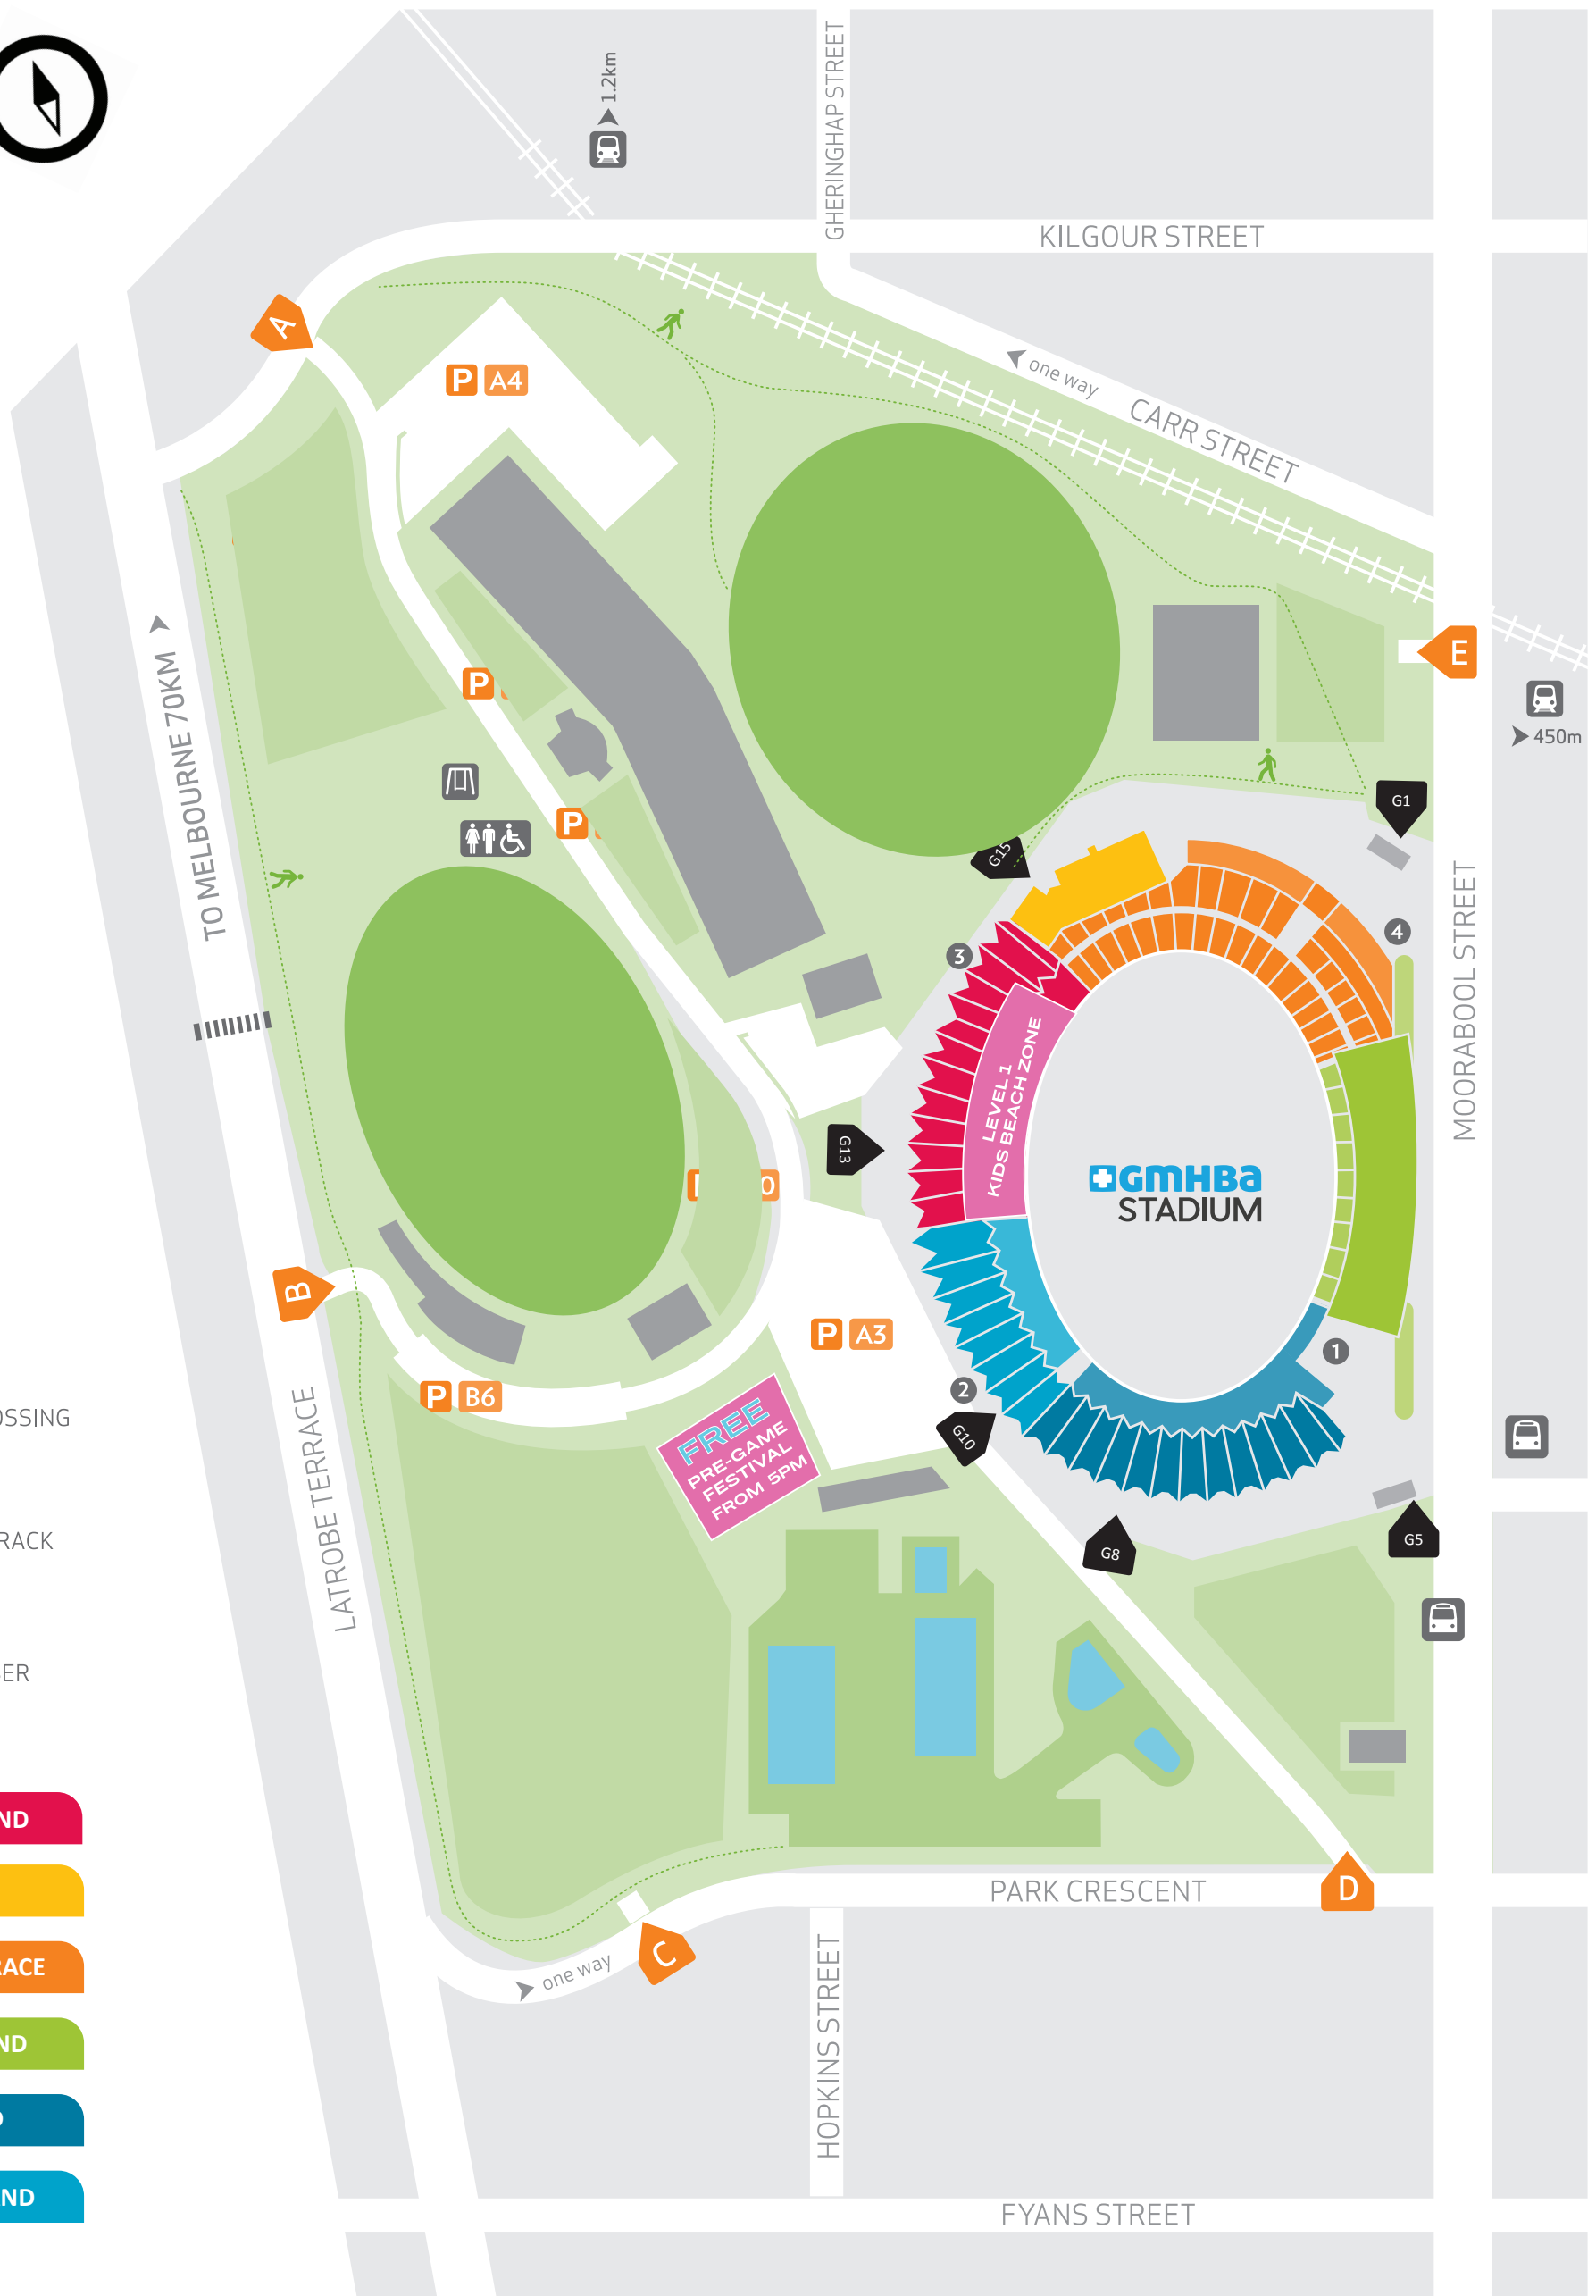 1.2km
GHERINGHAP STREET
KILGOUR STREET
A
P A4
one way
CARR STREET
E
P
450m
TO MELBOURNE 70KM
G1
P
G15
4
3
MOORABOOL STREET
LEVEL 1
KIDS BEACH ZONE
G13
GMHBA
STADIUM
B
P A3
1
2
P B6
FREE
PRE-GAME
FESTIVAL
FROM 5PM
G10
LATROBE TERRACE
G8
G5
D
PARK CRESCENT
C
one way
HOPKINS STREET
FYANS STREET